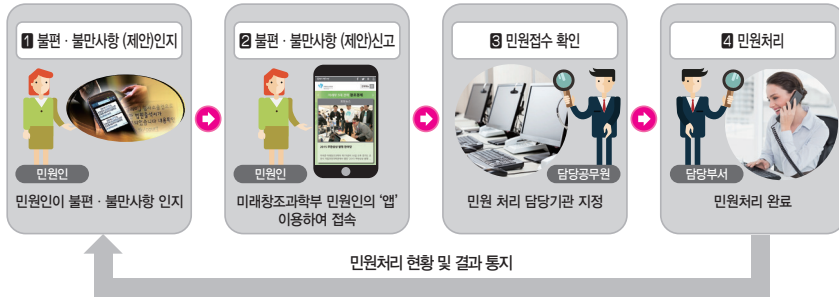 1 불편 · 불만사항 (제안)인지
민원인
민원인이 불편 · 불만사항 인지
2 불편 · 불만사항 (제안)신고
민원인
미래창조과학부 민원인의 ‘앱’
이용하여 접속
3 민원접수 확인
담당공무원
민원 처리 담당기관 지정
4 민원처리
담당부서
민원처리 완료
민원처리 현황 및 결과 통지